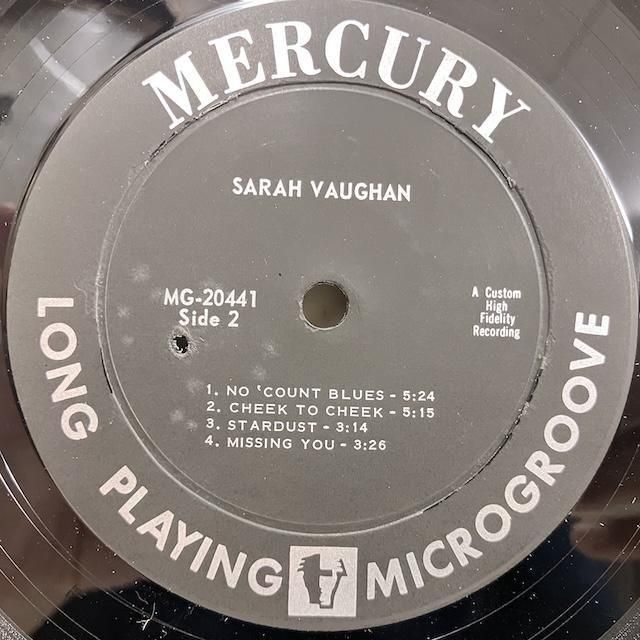 MERCURY
SARAH VAUGHAN
MG-20441
Side 2
A Custom
High
Fidelity
Recording
1. NO 'COUNT BLUES - 5:24
2. CHEEK TO CHEEK - 5:15
3. STARDUST - 3:14
4. MISSING YOU - 3:26
LONG PLAYING MICROGROOVE